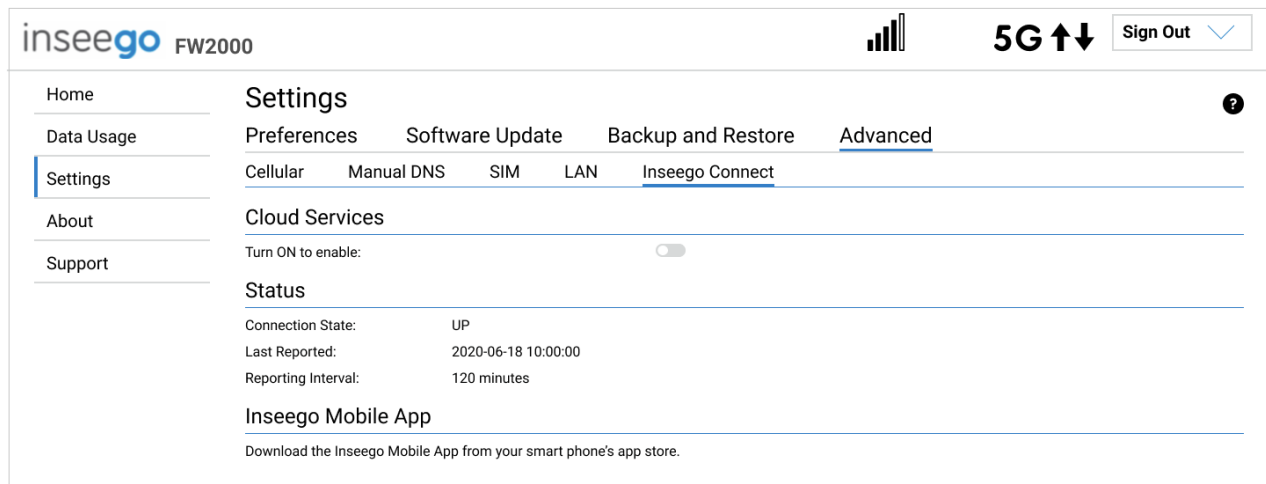 inseego FW2000
5G
Sign Out
Home
Data Usage
Settings
About
Support
Settings
?
Preferences Software Update Backup and Restore Advanced
Cellular Manual DNS SIM LAN Inseego Connect
Cloud Services
Turn ON to enable:
Status
Connection State: UP
Last Reported: 2020-06-18 10:00:00
Reporting Interval: 120 minutes
Inseego Mobile App
Download the Inseego Mobile App from your smart phone’s app store.